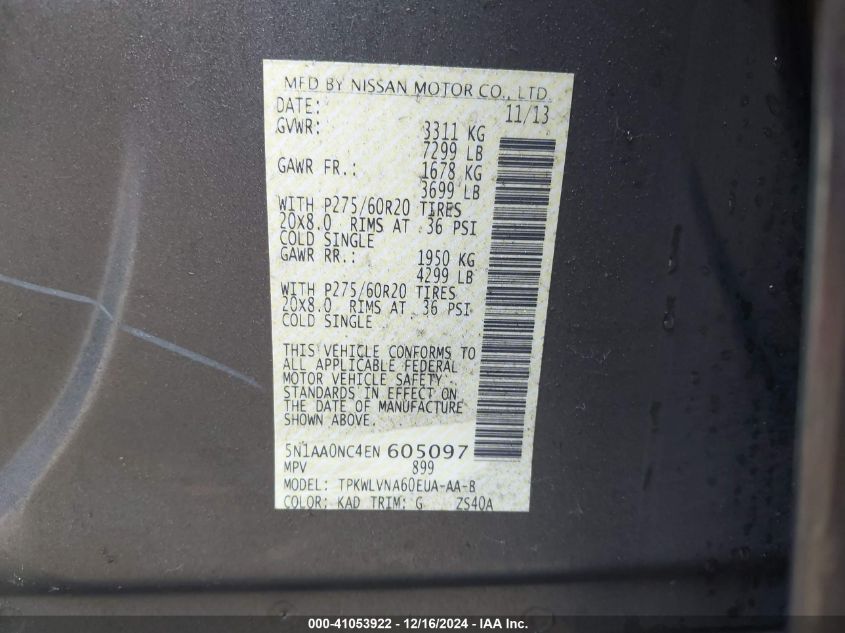 MFD BY NISSAN MOTOR CO., LTD.
DATE: 11/13
GVWR: 3311 KG
7299 LB
GAWR FR.: 1678 KG
3699 LB
WITH P275/60R20 TIRES
20X8.0 RIMS AT 36 PSI
COLD SINGLE
GAWR RR.: 1950 KG
4299 LB
WITH P275/60R20 TIRES
20X8.0 RIMS AT 36 PSI
COLD SINGLE
THIS VEHICLE CONFORMS TO
ALL APPLICABLE FEDERAL
MOTOR VEHICLE SAFETY
STANDARDS IN EFFECT ON
THE DATE OF MANUFACTURE
SHOWN ABOVE.
5N1AA0NC4EN 605097
MPV 899
MODEL: TPKWLVNA60EUA-AA-B
COLOR: KAD TRIM: G ZS40A
000-41053922 - 12/16/2024 - IAA Inc.